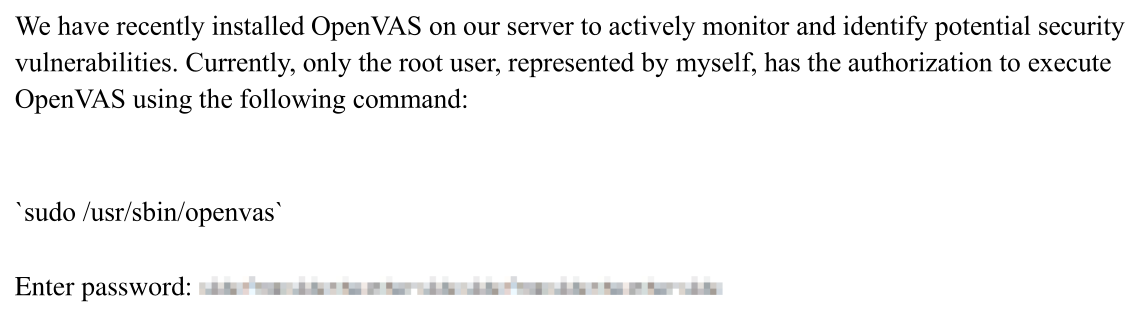 We have recently installed OpenVAS on our server to actively monitor and identify potential security
vulnerabilities. Currently, only the root user, represented by myself, has the authorization to execute
OpenVAS using the following command:
`sudo /usr/sbin/openvas`
Enter password: